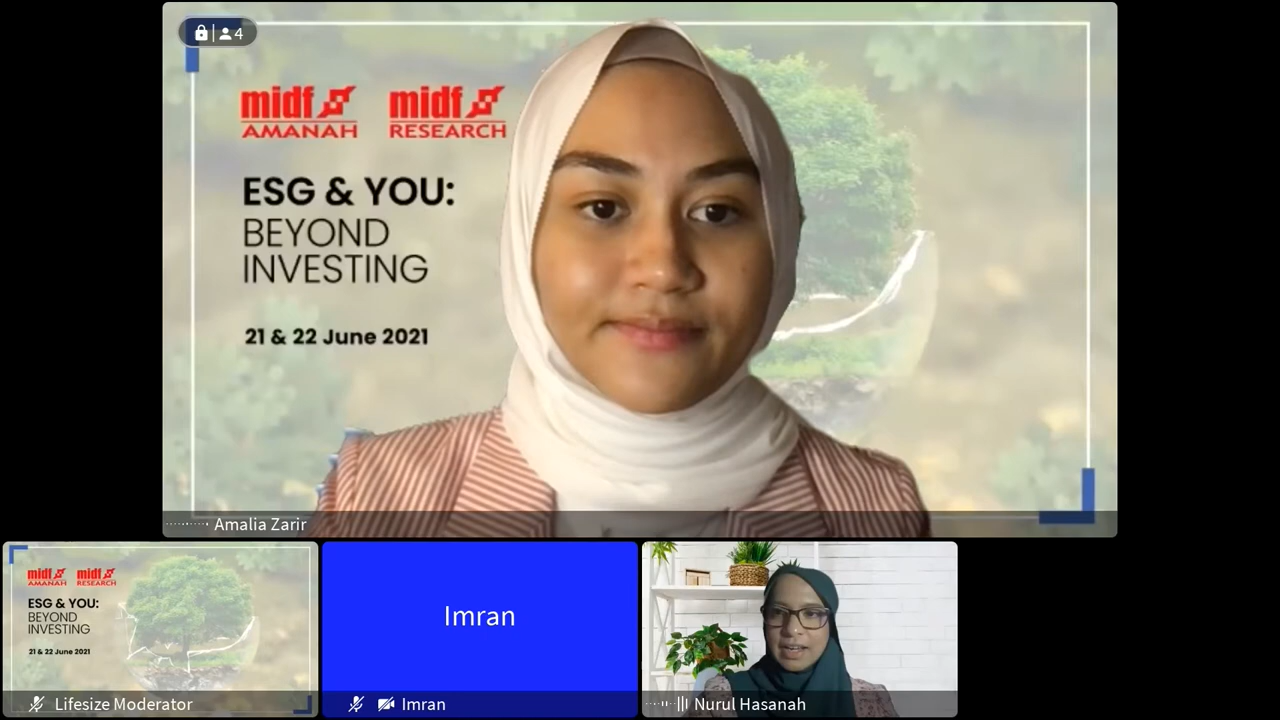 4
midf midf
AMANAH RESEARCH
ESG & YOU:
BEYOND
INVESTING
21 & 22 June 2021
Amalia Zarir
midf midf
AMANAH RESEARCH
ESG & YOU:
BEYOND
INVESTING
21 & 22 June 2021
Lifesize Moderator
Imran
Imran
Nurul Hasanah